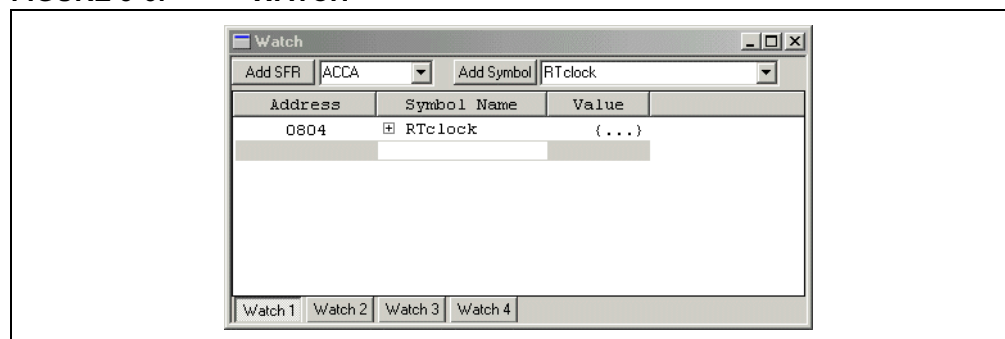 Watch
Add SFR ACCA Add Symbol RTclock
Address Symbol Name Value
0804 RTclock {...}
Watch 1 Watch 2 Watch 3 Watch 4